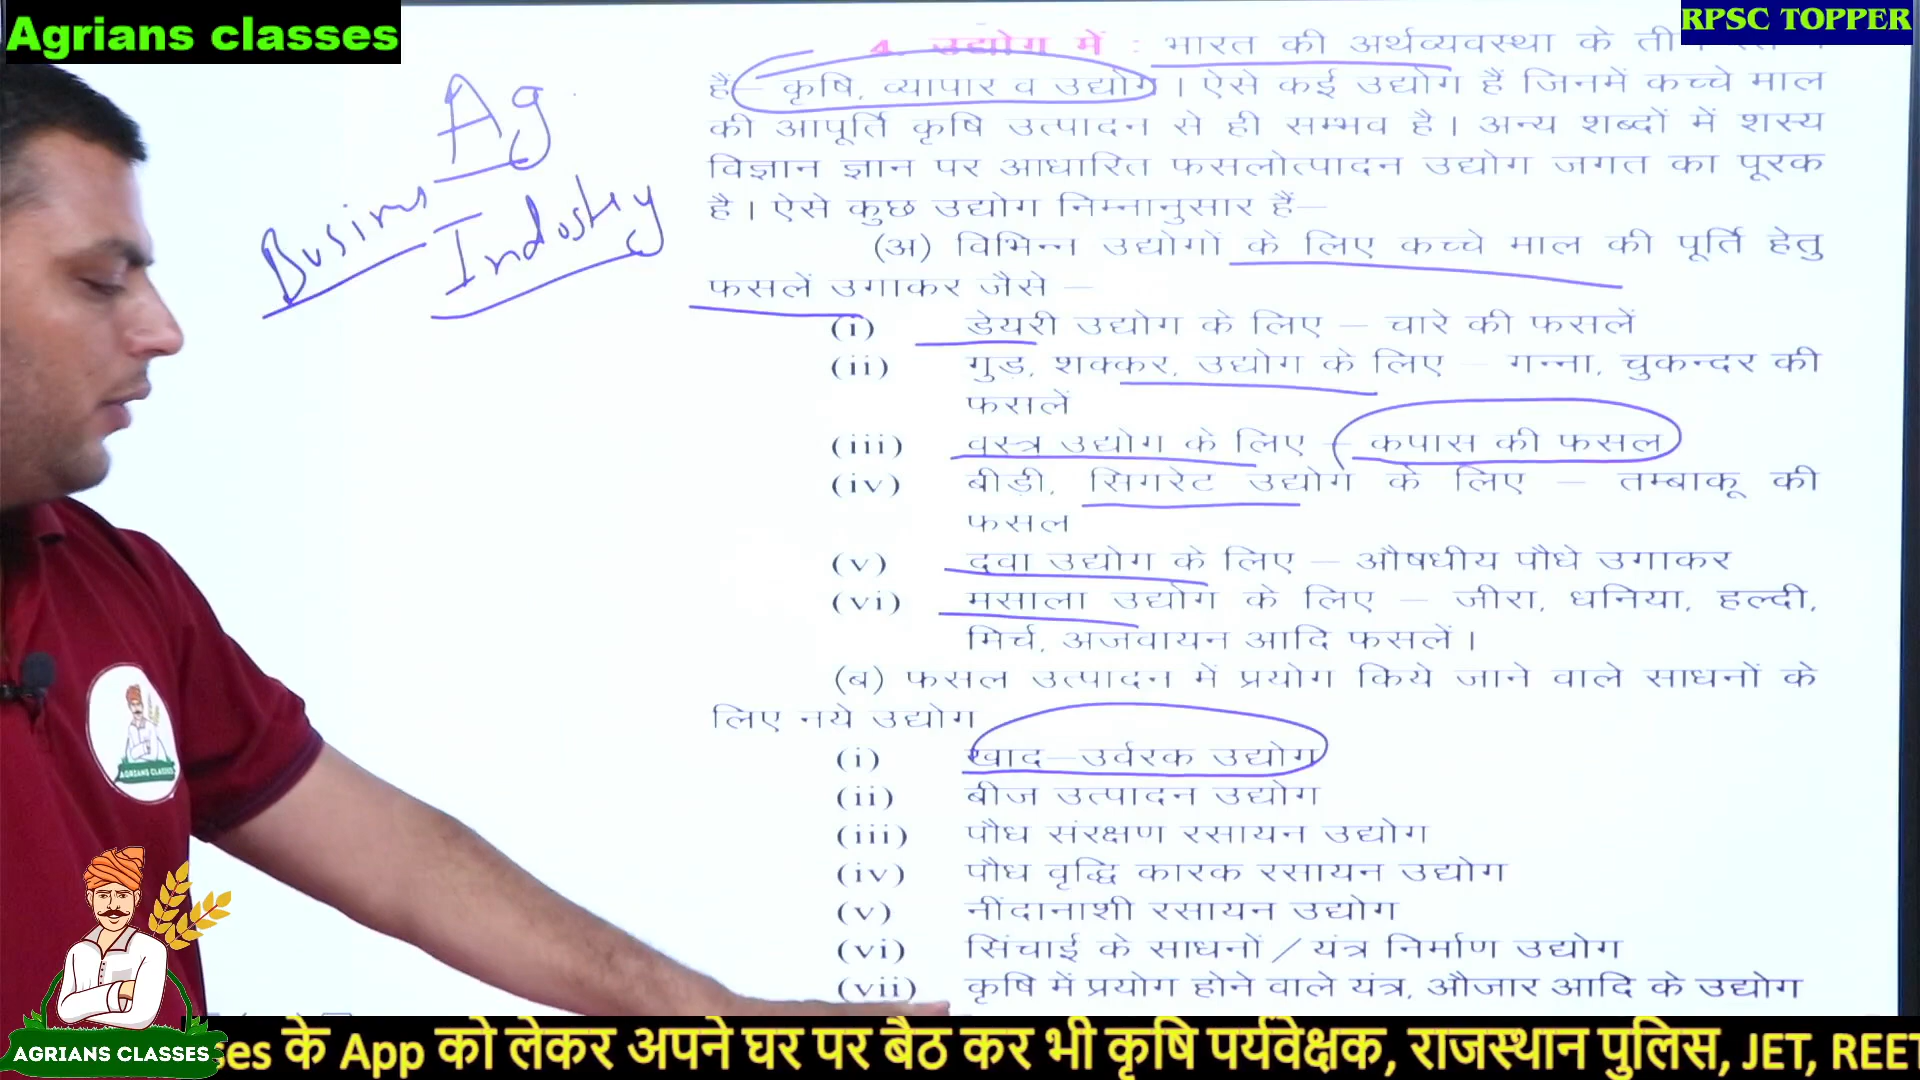 Agrians classes
RPSC TOPPER
4. उद्योग में : भारत की अर्थव्यवस्था के
हैं– कृषि, व्यापार व उद्योग । ऐसे कई उद्योग हैं जिनमें कच्चे माल
की आपूर्ति कृषि उत्पादन से ही सम्भव है । अन्य शब्दों में शस्य
विज्ञान ज्ञान पर आधारित फसलोत्पादन उद्योग जगत का पूरक
है । ऐसे कुछ उद्योग निम्नानुसार हैं–
(अ) विभिन्न उद्योगों के लिए कच्चे माल की पूर्ति हेतु
फसलें उगाकर जैसे –
(i) डेयरी उद्योग के लिए – चारे की फसलें
(ii) गुड़, शक्कर, उद्योग के लिए – गन्ना, चुकन्दर की
फसलें
(iii) वस्त्र उद्योग के लिए – कपास की फसल
(iv) बीड़ी, सिगरेट उद्योग के लिए – तम्बाकू की
फसल
(v) दवा उद्योग के लिए – औषधीय पौधे उगाकर
(vi) मसाला उद्योग के लिए – जीरा, धनिया, हल्दी,
मिर्च, अजवायन आदि फसलें ।
(ब) फसल उत्पादन में प्रयोग किये जाने वाले साधनों के
लिए नये उद्योग
(i) खाद–उर्वरक उद्योग
(ii) बीज उत्पादन उद्योग
(iii) पौध संरक्षण रसायन उद्योग
(iv) पौध वृद्धि कारक रसायन उद्योग
(v) नींदानाशी रसायन उद्योग
(vi) सिंचाई के साधनों / यंत्र निर्माण उद्योग
(vii) कृषि में प्रयोग होने वाले यंत्र, औजार आदि के उद्योग
Ag
Business
Industry
AGRIANS CLASSES
AGRIANS CLASSES
के App को लेकर अपने घर पर बैठ कर भी कृषि पर्यवेक्षक, राजस्थान पुलिस, JET, REET